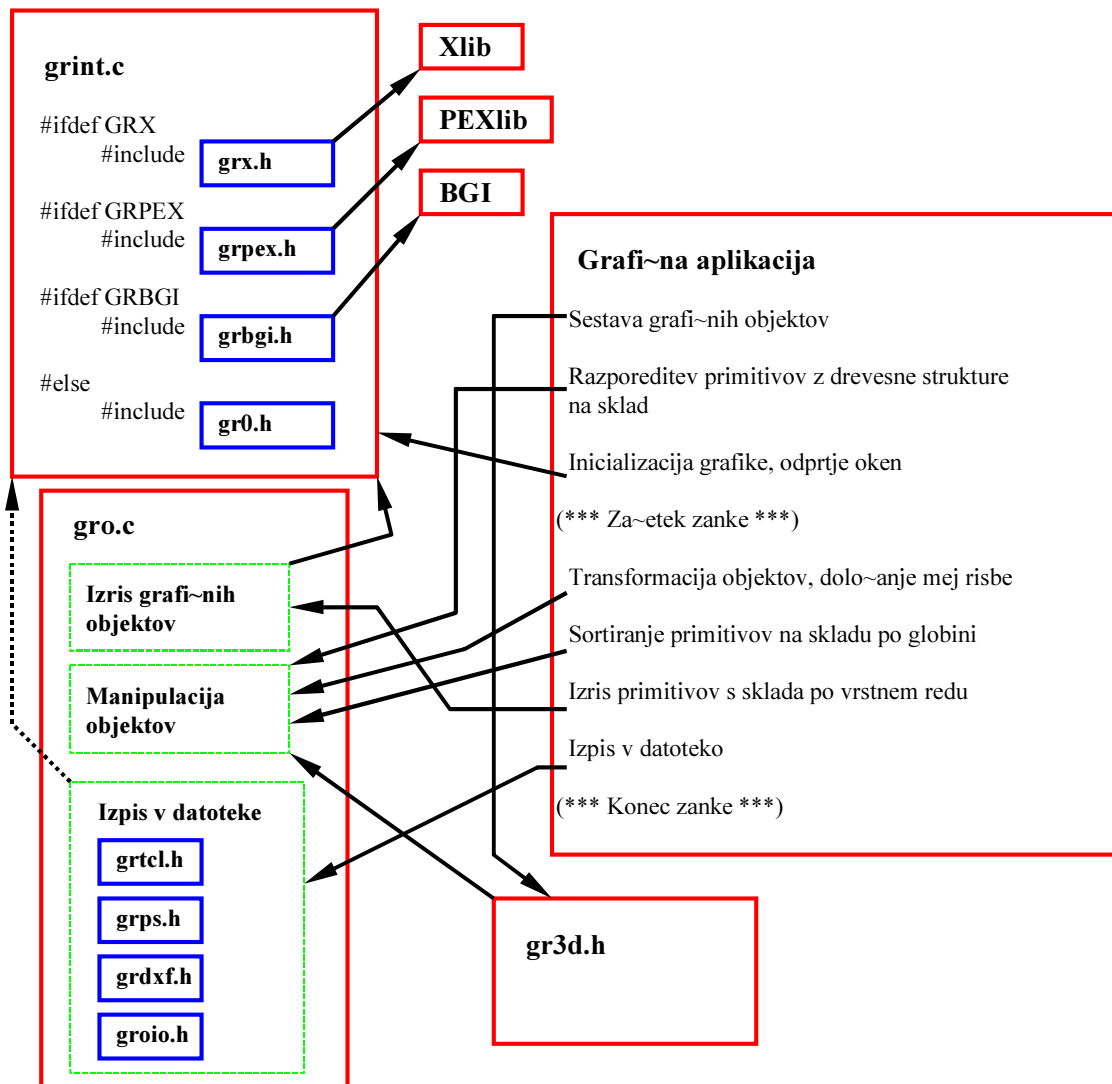 grint.c
#ifdef GRX
#include
grx.h
#ifdef GRPEX
#include
grpex.h
#ifdef GRBGI
#include
grbgi.h
#else
#include
gr0.h
Xlib
PEXlib
BGI
Grafi~na aplikacija
Sestava grafi~nih objektov
Razporeditev primitivov z drevesne strukture
na sklad
Inicializacija grafike, odprtje oken
(*** Za~etek zanke ***)
Transformacija objektov, dolo~anje mej risbe
Sortiranje primitivov na skladu po globini
Izris primitivov s sklada po vrstnem redu
Izpis v datoteko
(*** Konec zanke ***)
gro.c
Izris grafi~nih
objektov
Manipulacija
objektov
Izpis v datoteke
grtcl.h
grps.h
grdxf.h
groio.h
gr3d.h